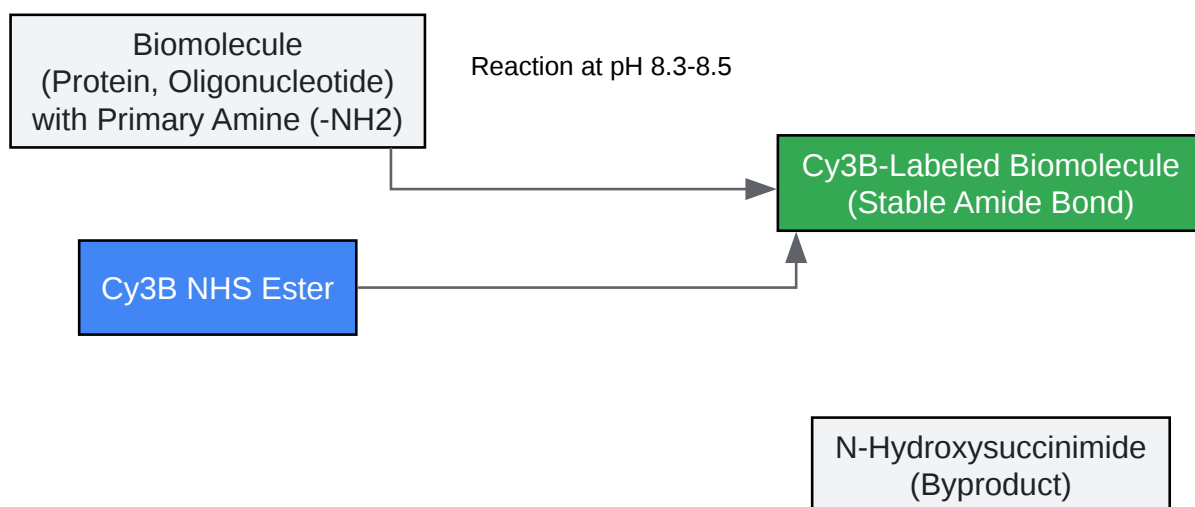 Biomolecule
(Protein, Oligonucleotide)
with Primary Amine (-NH2)
Reaction at pH 8.3-8.5
Cy3B-Labeled Biomolecule
(Stable Amide Bond)
Cy3B NHS Ester
N-Hydroxysuccinimide
(Byproduct)